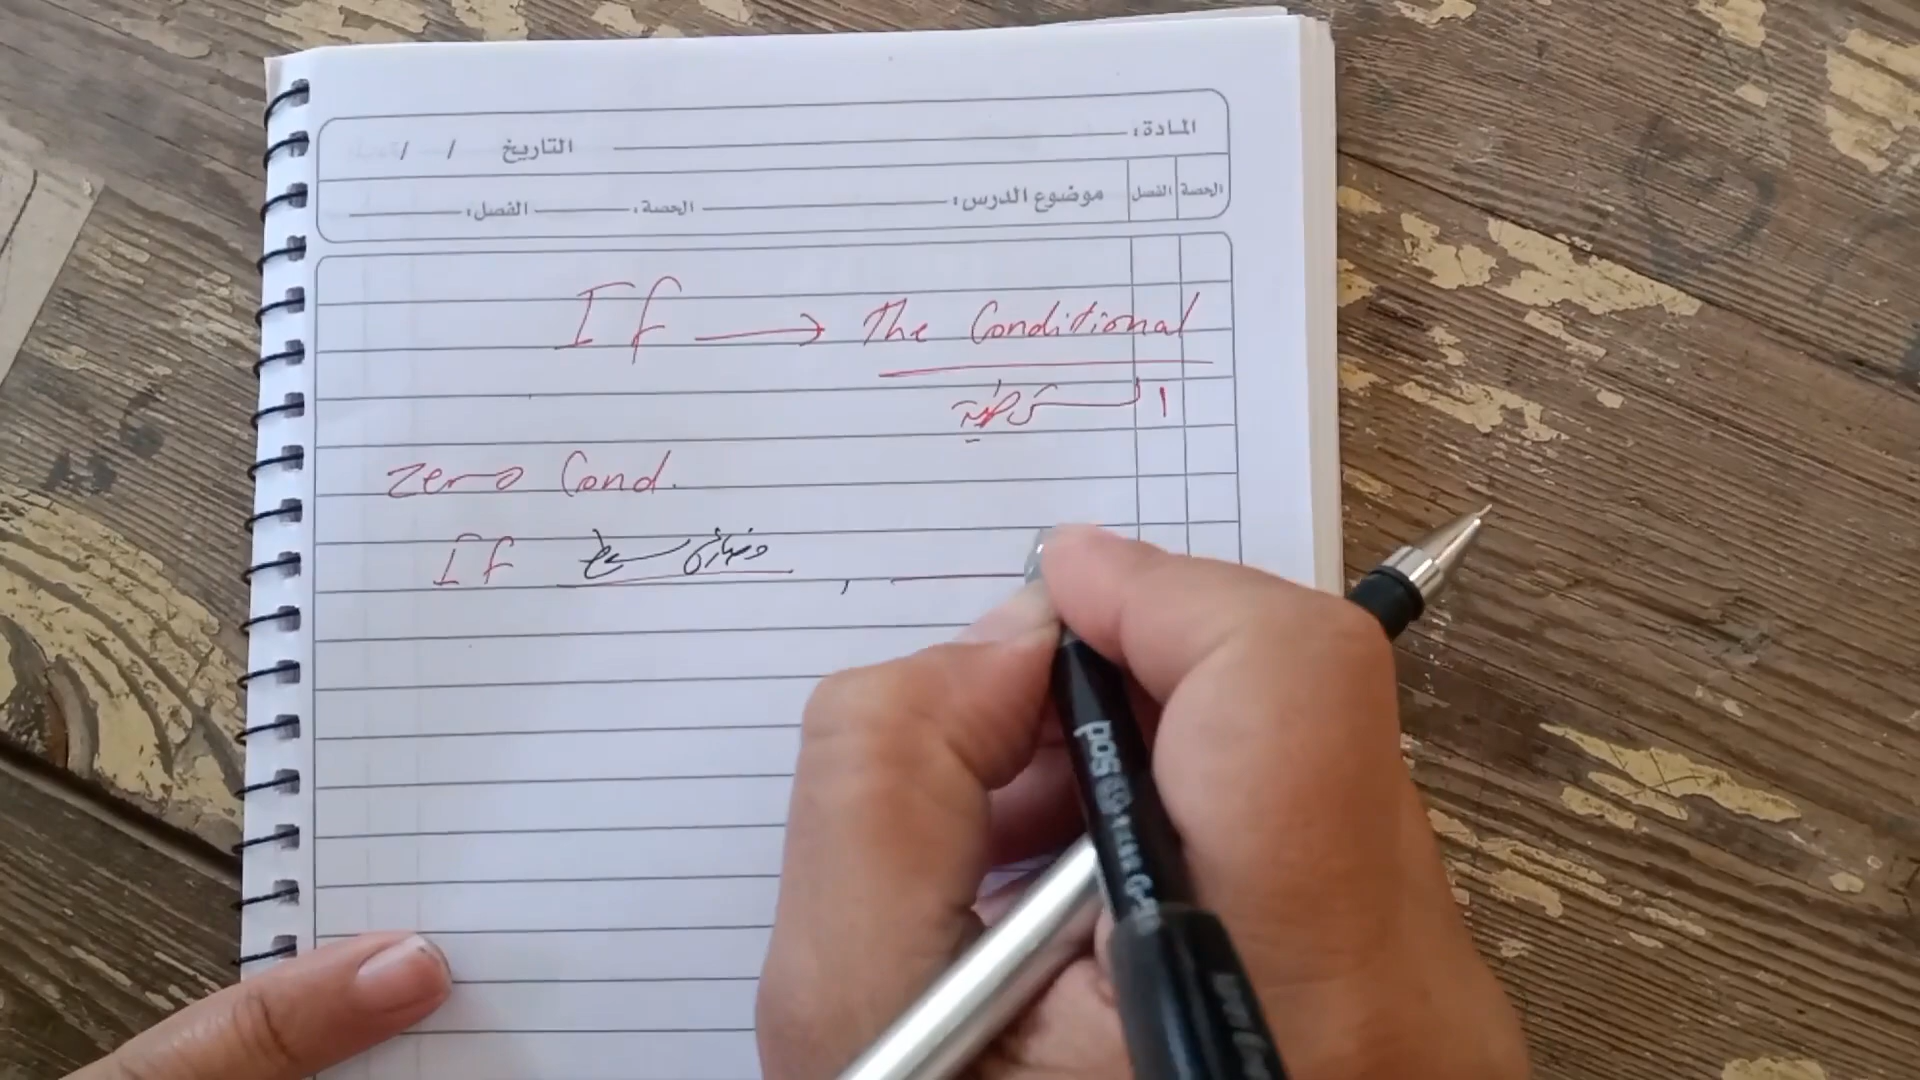 المادة: التاريخ / /
الحصة الفصل موضوع الدرس: الحصة: الفصل:
If → The Conditional
الشرطية
Zero Cond.
If مضارع بسيط ,